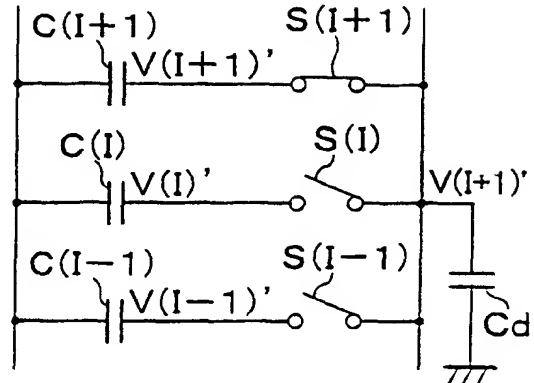 C(I+1)
V(I+1)'
S(I+1)
C(I)
V(I)'
S(I)
V(I+1)'
C(I−1)
V(I−1)'
S(I−1)
Cd